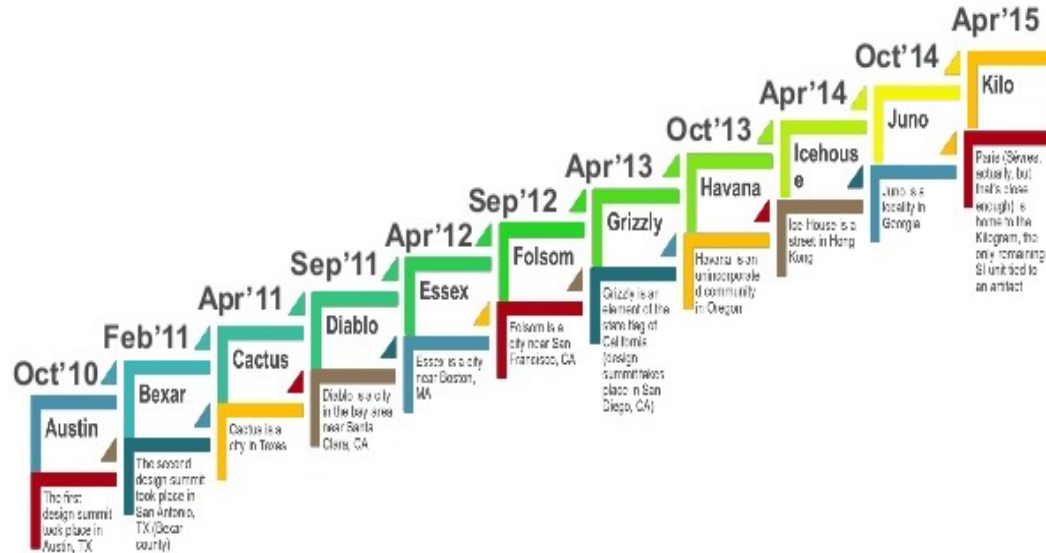 Oct'10
Austin
The first
design summit
took place in
Austin, TX
Feb'11
Bexar
The second
design summit
took place in
San Antonio,
TX (Bexar
county)
Apr'11
Cactus
Cactus is a
city in Texas
Sep'11
Diablo
Diablo is a city
in the bay area
near Santa
Clara, CA
Apr'12
Essex
Essex is a city
near Boston,
MA
Sep'12
Folsom
Folsom is a
city near San
Francisco, CA
Apr'13
Grizzly
Grizzly is an
element of the
state flag of
California
(design
summit takes
place in San
Diego, CA)
Oct'13
Havana
Havana is an
unincorporate
d community
in Oregon
Apr'14
Icehous
e
Ice House is a
street in Hong
Kong
Oct'14
Juno
Juno is a
locality in
Georgia
Apr'15
Kilo
Paris (Sèvres,
actually, but
that's close
enough) is
home to the
Kilogram, the
only remaining
SI unit tied to
an artifact